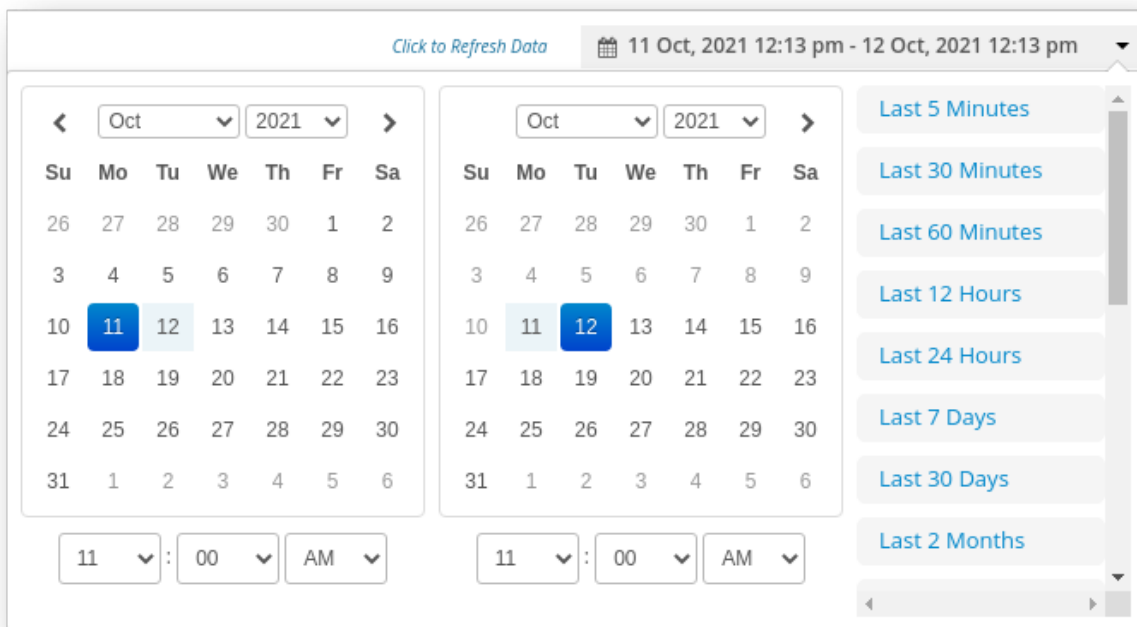 Click to Refresh Data 11 Oct, 2021 12:13 pm - 12 Oct, 2021 12:13 pm
Oct 2021
Su Mo Tu We Th Fr Sa
26 27 28 29 30 1 2
3 4 5 6 7 8 9
10 11 12 13 14 15 16
17 18 19 20 21 22 23
24 25 26 27 28 29 30
31 1 2 3 4 5 6
11 : 00 AM
Oct 2021
Su Mo Tu We Th Fr Sa
26 27 28 29 30 1 2
3 4 5 6 7 8 9
10 11 12 13 14 15 16
17 18 19 20 21 22 23
24 25 26 27 28 29 30
31 1 2 3 4 5 6
11 : 00 AM
Last 5 Minutes
Last 30 Minutes
Last 60 Minutes
Last 12 Hours
Last 24 Hours
Last 7 Days
Last 30 Days
Last 2 Months